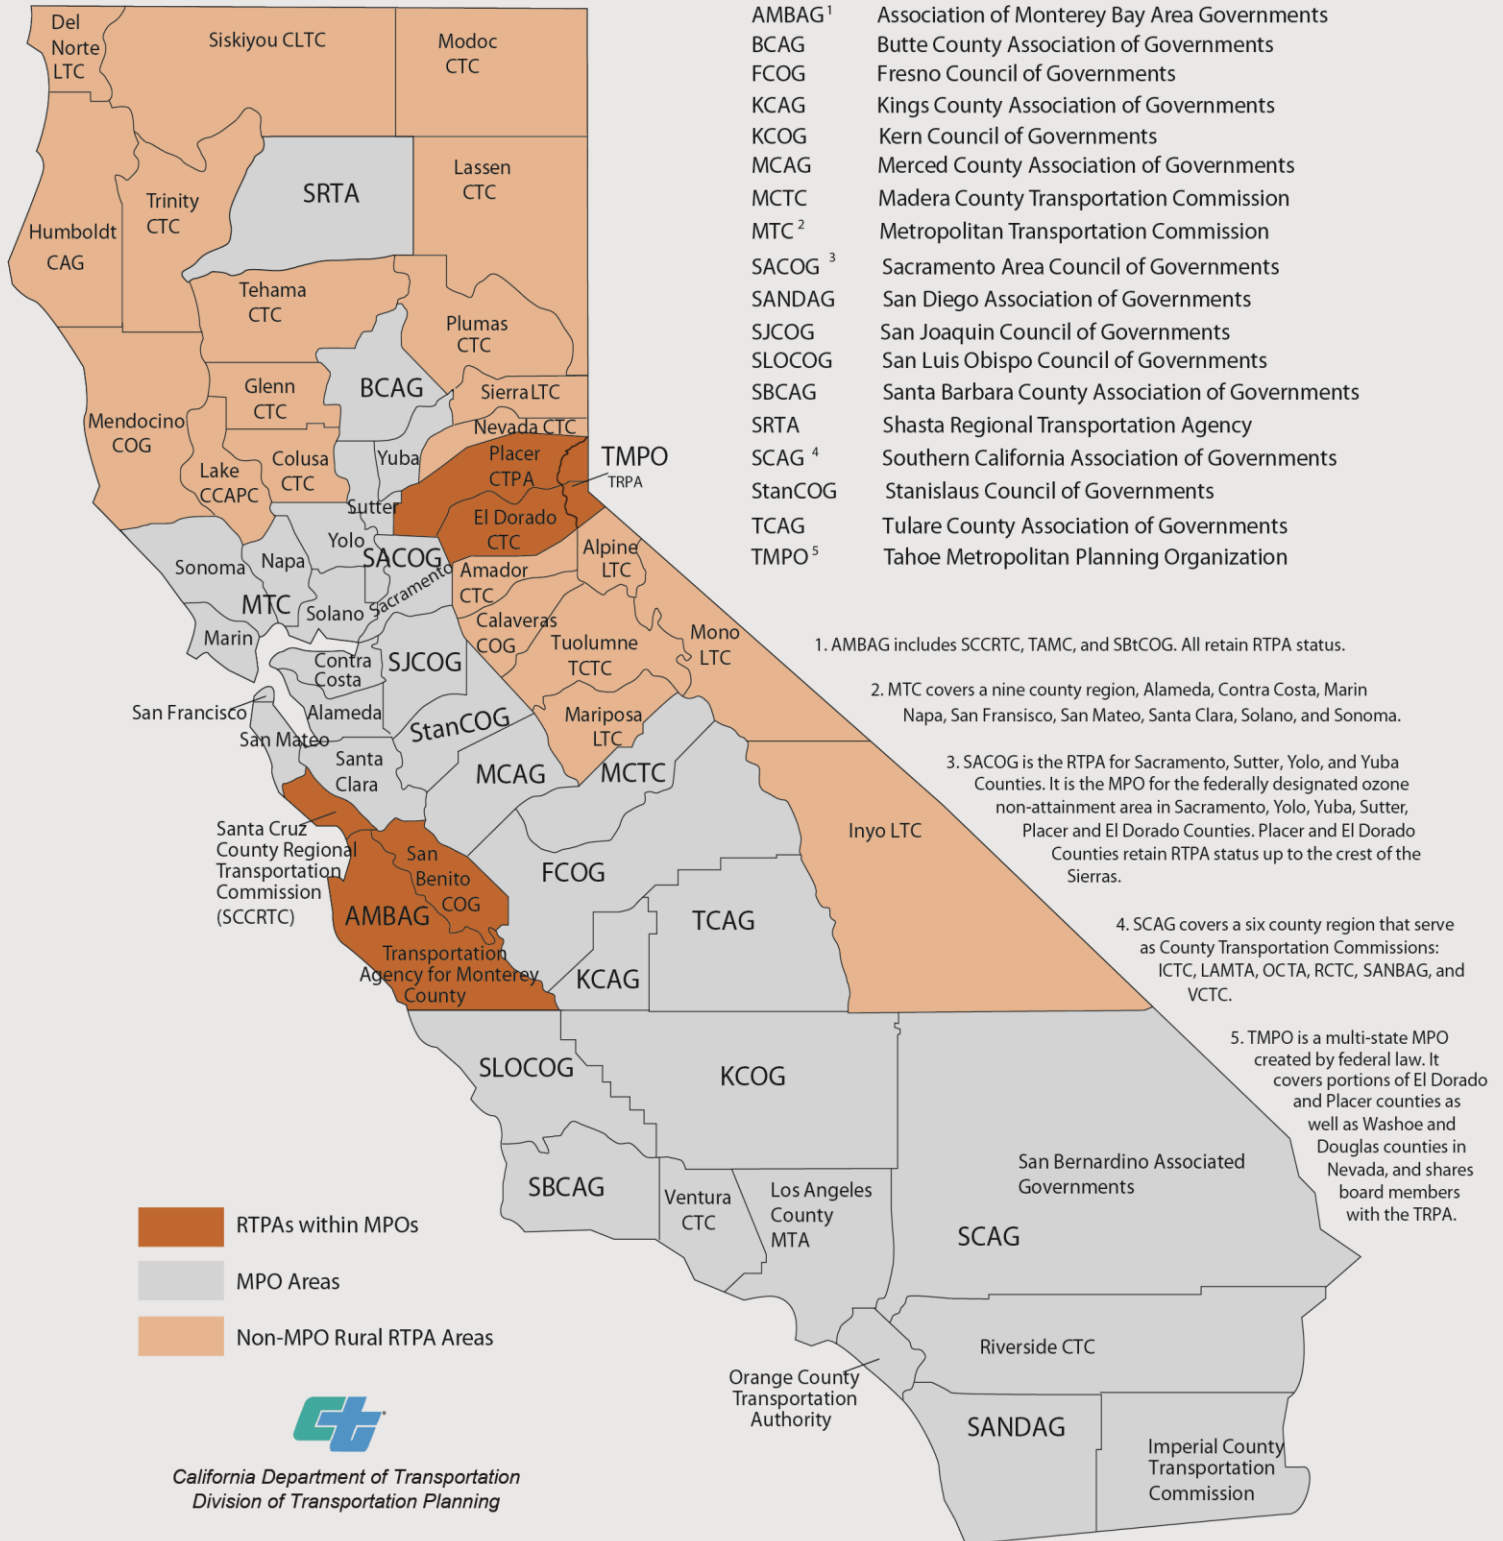 Del
Norte
LTC
Siskiyou CLTC
Modoc
CTC
Humboldt
CAG
Trinity
CTC
SRTA
Lassen
CTC
Tehama
CTC
Plumas
CTC
Glenn
CTC
BCAG
Sierra LTC
Mendocino
COG
Lake
CCAPC
Colusa
CTC
Yuba
Nevada CTC
Placer
CTPA
TMPO
TRPA
Sutter
El Dorado
CTC
Sonoma
Napa
Yolo
SACOG
Sacramento
Amador
CTC
Alpine
LTC
MTC
Solano
Marin
Calaveras
COG
Tuolumne
TCTC
Mono
LTC
Contra
Costa
SJCOG
San Francisco
Alameda
StanCOG
Mariposa
LTC
San Mateo
Santa
Clara
MCAG
MCTC
Santa Cruz
County Regional
Transportation
Commission
(SCCRTC)
San
Benito
COG
FCOG
Inyo LTC
AMBAG
Transportation
Agency for Monterey
County
KCAG
TCAG
SLOCOG
KCOG
SBCAG
Ventura
CTC
Los Angeles
County
MTA
San Bernardino Associated
Governments
SCAG
Orange County
Transportation
Authority
Riverside CTC
SANDAG
Imperial County
Transportation
Commission
AMBAG¹ Association of Monterey Bay Area Governments
BCAG Butte County Association of Governments
FCOG Fresno Council of Governments
KCAG Kings County Association of Governments
KCOG Kern Council of Governments
MCAG Merced County Association of Governments
MCTC Madera County Transportation Commission
MTC ² Metropolitan Transportation Commission
SACOG ³ Sacramento Area Council of Governments
SANDAG San Diego Association of Governments
SJCOG San Joaquin Council of Governments
SLOCOG San Luis Obispo Council of Governments
SBCAG Santa Barbara County Association of Governments
SRTA Shasta Regional Transportation Agency
SCAG ⁴ Southern California Association of Governments
StanCOG Stanislaus Council of Governments
TCAG Tulare County Association of Governments
TMPO ⁵ Tahoe Metropolitan Planning Organization
1. AMBAG includes SCCRTC, TAMC, and SBtCOG. All retain RTPA status.
2. MTC covers a nine county region, Alameda, Contra Costa, Marin
Napa, San Fransisco, San Mateo, Santa Clara, Solano, and Sonoma.
3. SACOG is the RTPA for Sacramento, Sutter, Yolo, and Yuba
Counties. It is the MPO for the federally designated ozone
non-attainment area in Sacramento, Yolo, Yuba, Sutter,
Placer and El Dorado Counties. Placer and El Dorado
Counties retain RTPA status up to the crest of the
Sierras.
4. SCAG covers a six county region that serve
as County Transportation Commissions:
ICTC, LAMTA, OCTA, RCTC, SANBAG, and
VCTC.
5. TMPO is a multi-state MPO
created by federal law. It
covers portions of El Dorado
and Placer counties as
well as Washoe and
Douglas counties in
Nevada, and shares
board members
with the TRPA.
RTPAs within MPOs
MPO Areas
Non-MPO Rural RTPA Areas
Ct
California Department of Transportation
Division of Transportation Planning